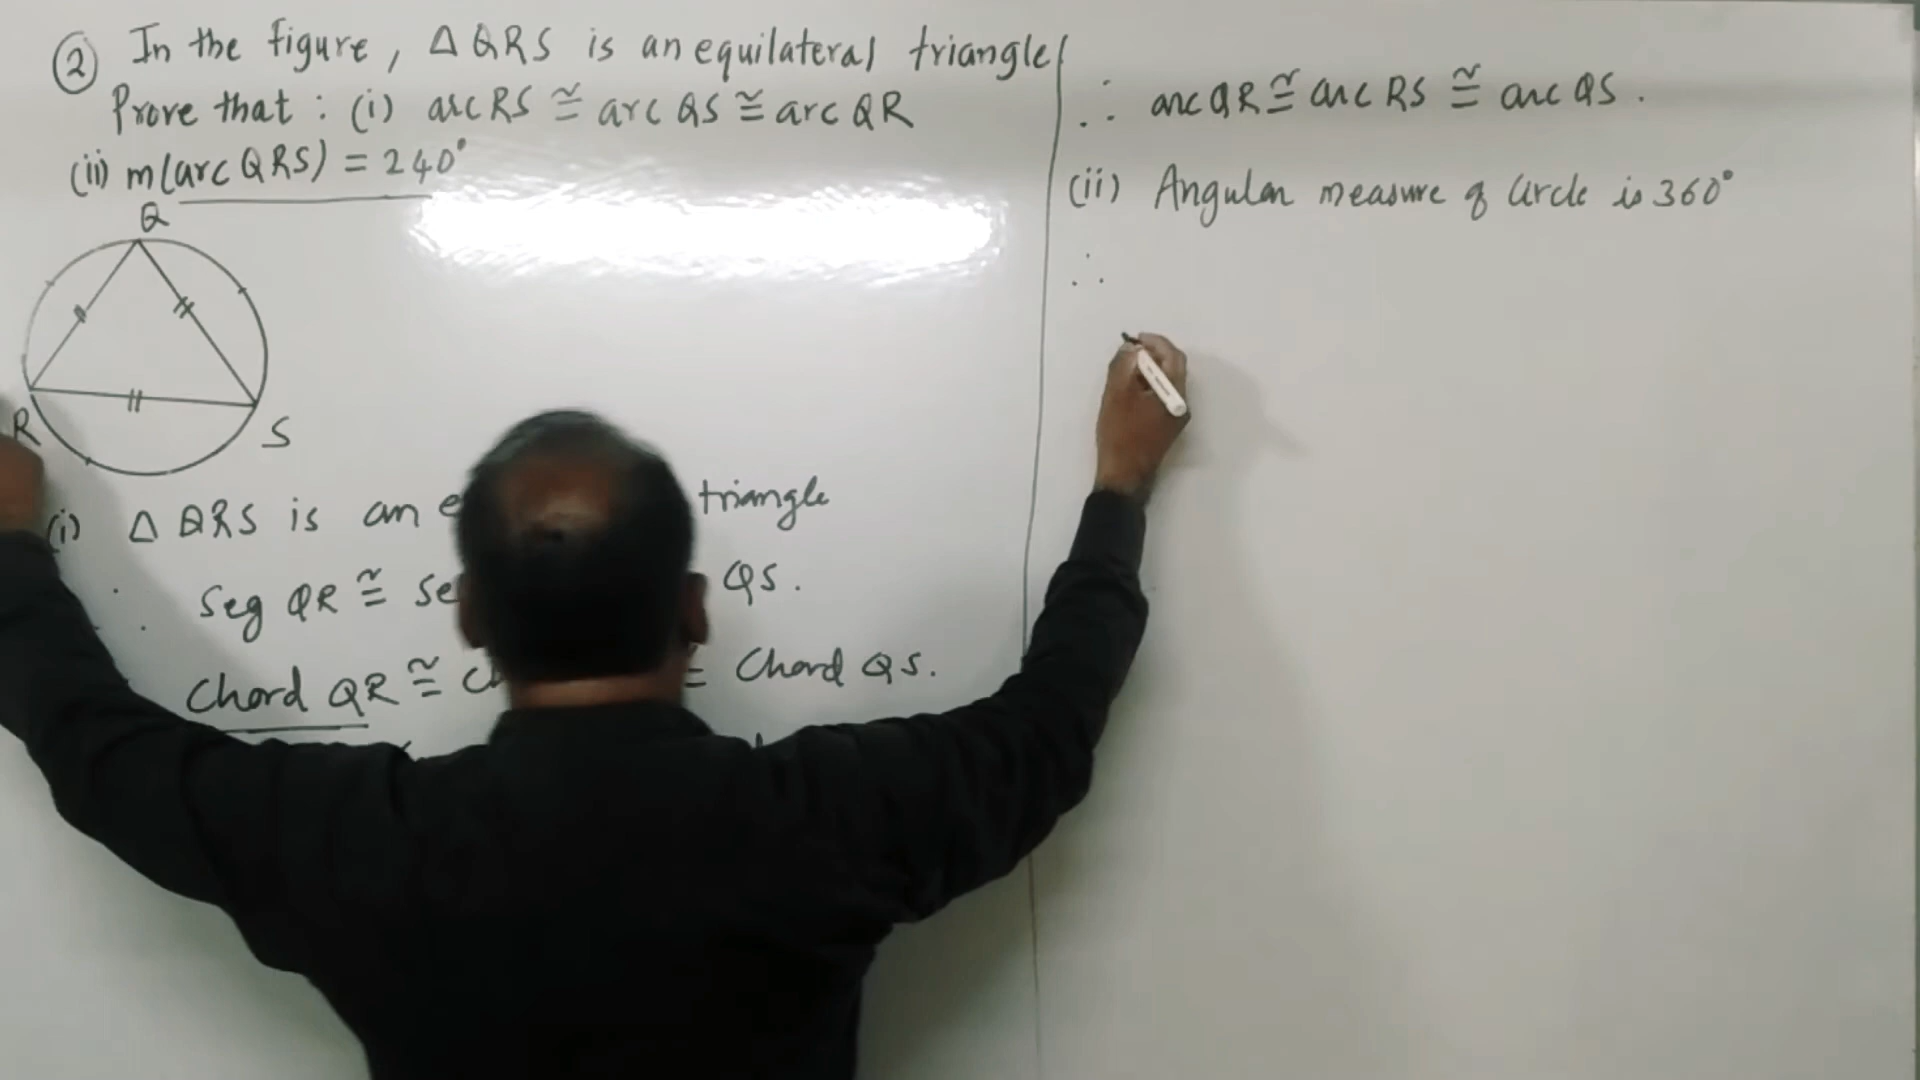 ② In the figure, △QRS is an equilateral triangle
Prove that : (i) arc RS ≅ arc QS ≅ arc QR
(ii) m(arc QRS) = 240°
Q
R
S
(i) △ QRS is an triangle
∴ Seg QR ≅ QS.
Chord QR ≅ Chord QS.
∴ arc QR ≅ arc RS ≅ arc QS.
(ii) Angular measure of circle is 360°
∴